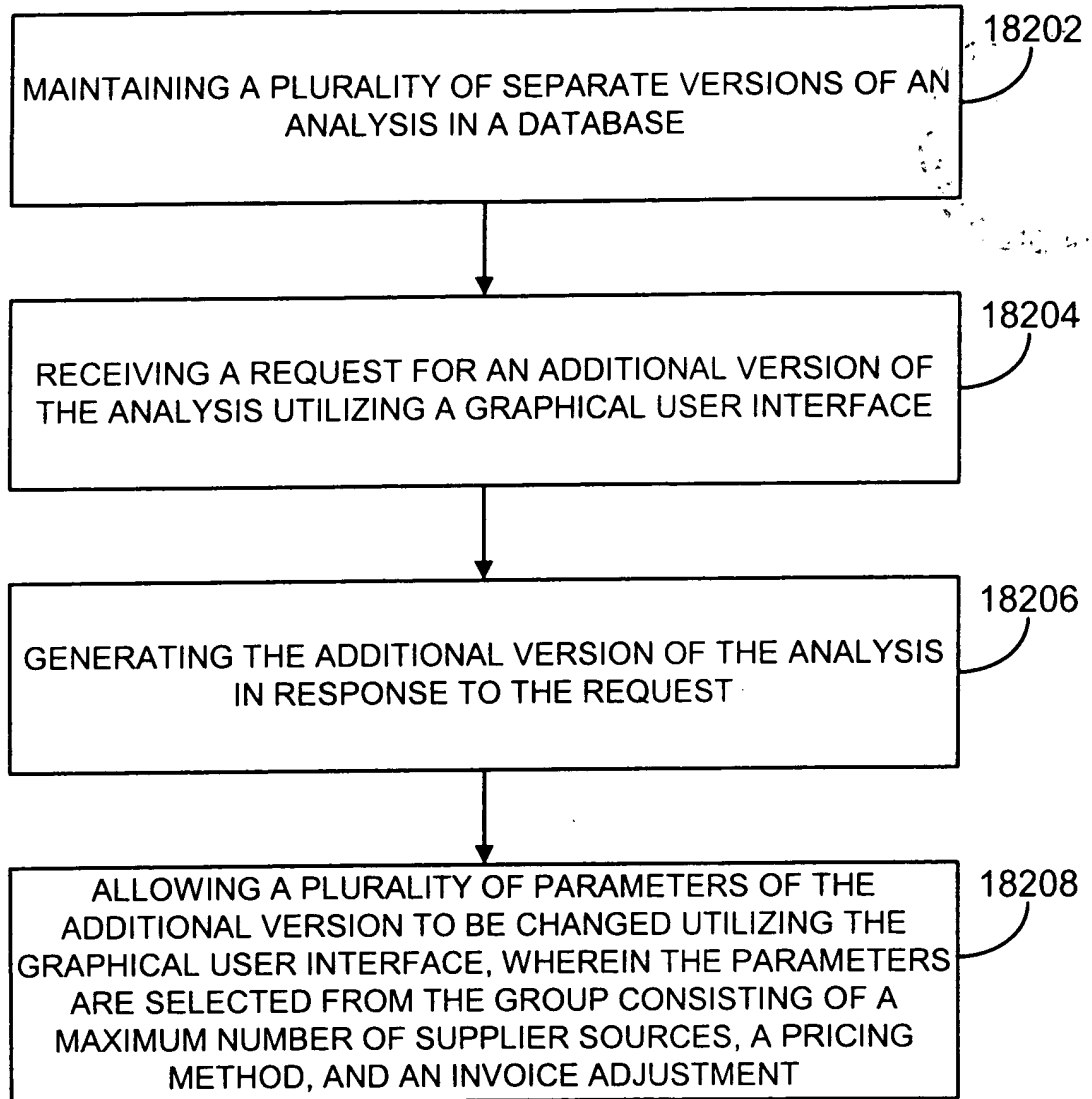 18202
MAINTAINING A PLURALITY OF SEPARATE VERSIONS OF AN
ANALYSIS IN A DATABASE
18204
RECEIVING A REQUEST FOR AN ADDITIONAL VERSION OF
THE ANALYSIS UTILIZING A GRAPHICAL USER INTERFACE
18206
GENERATING THE ADDITIONAL VERSION OF THE ANALYSIS
IN RESPONSE TO THE REQUEST
18208
ALLOWING A PLURALITY OF PARAMETERS OF THE
ADDITIONAL VERSION TO BE CHANGED UTILIZING THE
GRAPHICAL USER INTERFACE, WHEREIN THE PARAMETERS
ARE SELECTED FROM THE GROUP CONSISTING OF A
MAXIMUM NUMBER OF SUPPLIER SOURCES, A PRICING
METHOD, AND AN INVOICE ADJUSTMENT